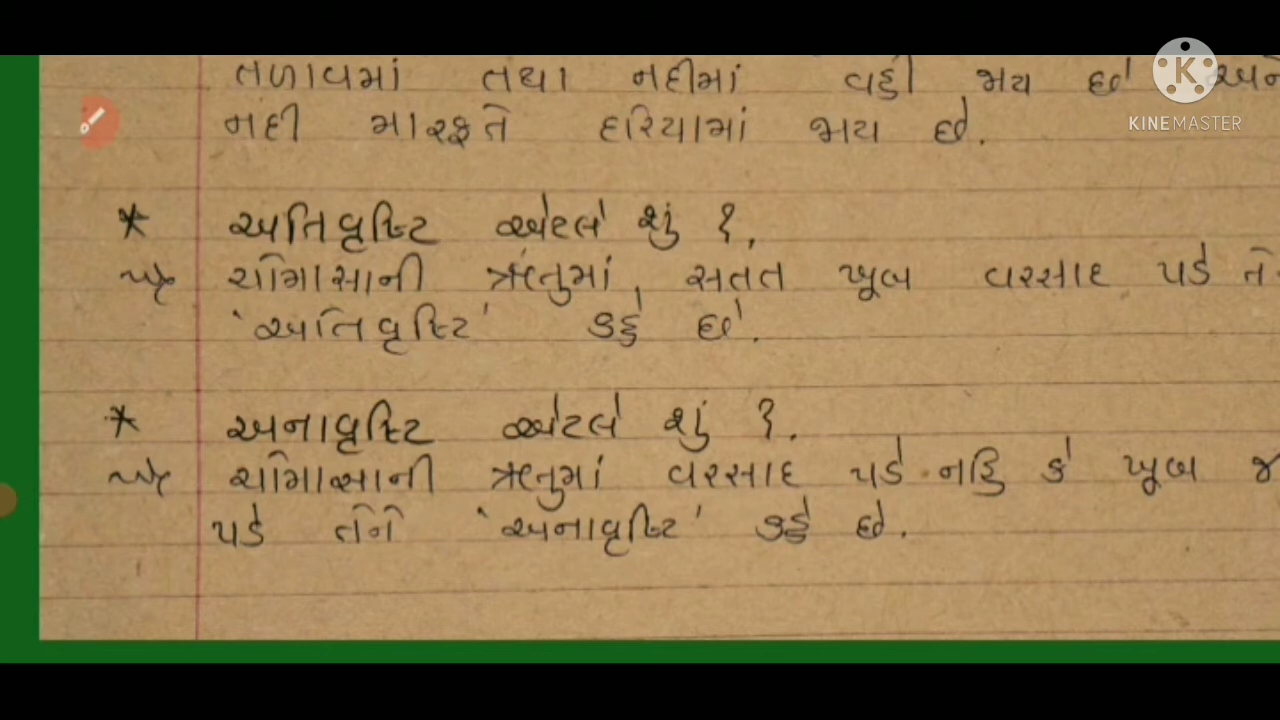 તળાવમાં તથા નદીમાં વહી જાય છે અને
નદી મારફતે દરિયામાં જાય છે.
KINEMASTER
* અતિવૃષ્ટિ એટલે શું ?.
ચોમાસાની ઋતુમાં, સતત ખૂબ વરસાદ પડે તે
'અતિવૃષ્ટિ' કહે છે.
* અનાવૃષ્ટિ એટલે શું ?.
ચોમાસાની ઋતુમાં વરસાદ પડે નહિ કે ખૂબ જ
પડે તેને 'અનાવૃષ્ટિ' કહે છે.